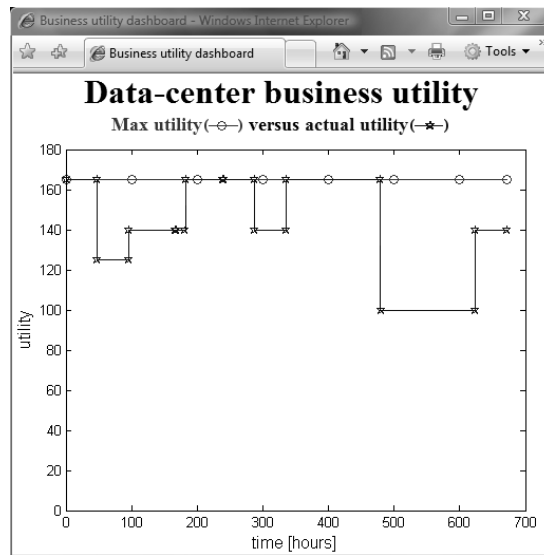 Business utility dashboard - Windows Internet Explorer
Business utility dashboard
Tools
Data-center business utility
Max utility( ) versus actual utility( )
180
160
140
120
100
80
60
40
20
0
utility
0 100 200 300 400 500 600 700
time [hours]